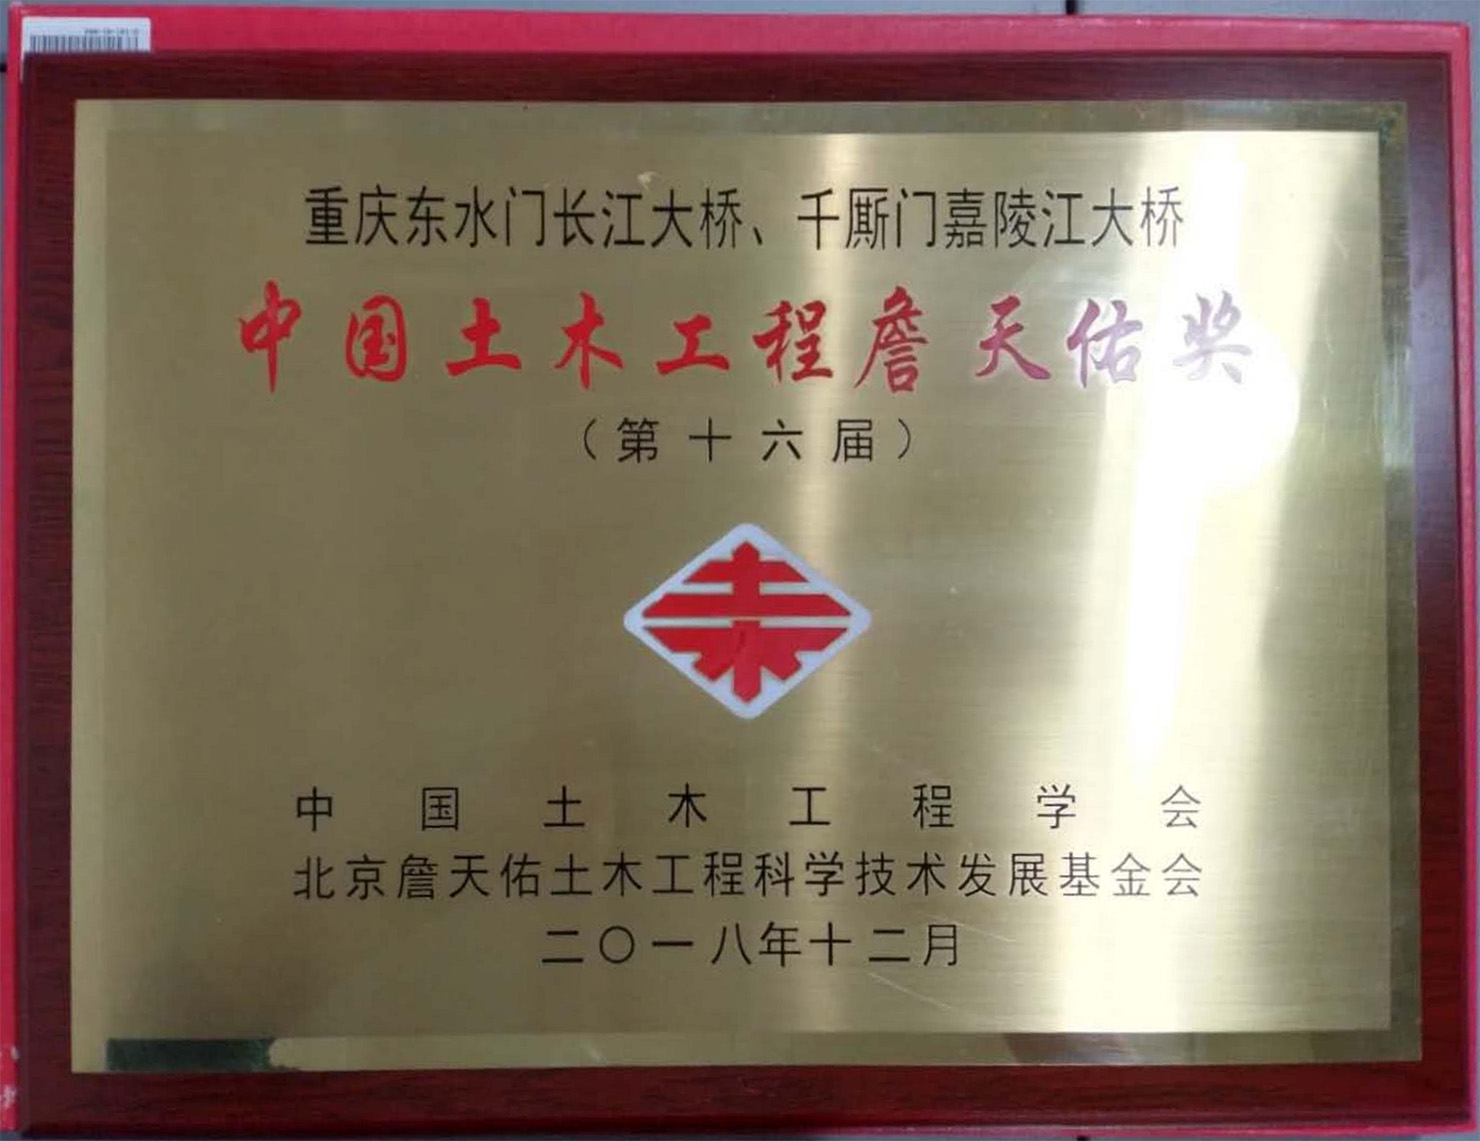 重庆东水门长江大桥、千厮门嘉陵江大桥
中国土木工程詹天佑奖
（第十六届）
中国土木工程学会
北京詹天佑土木工程科学技术发展基金会
二〇一八年十二月